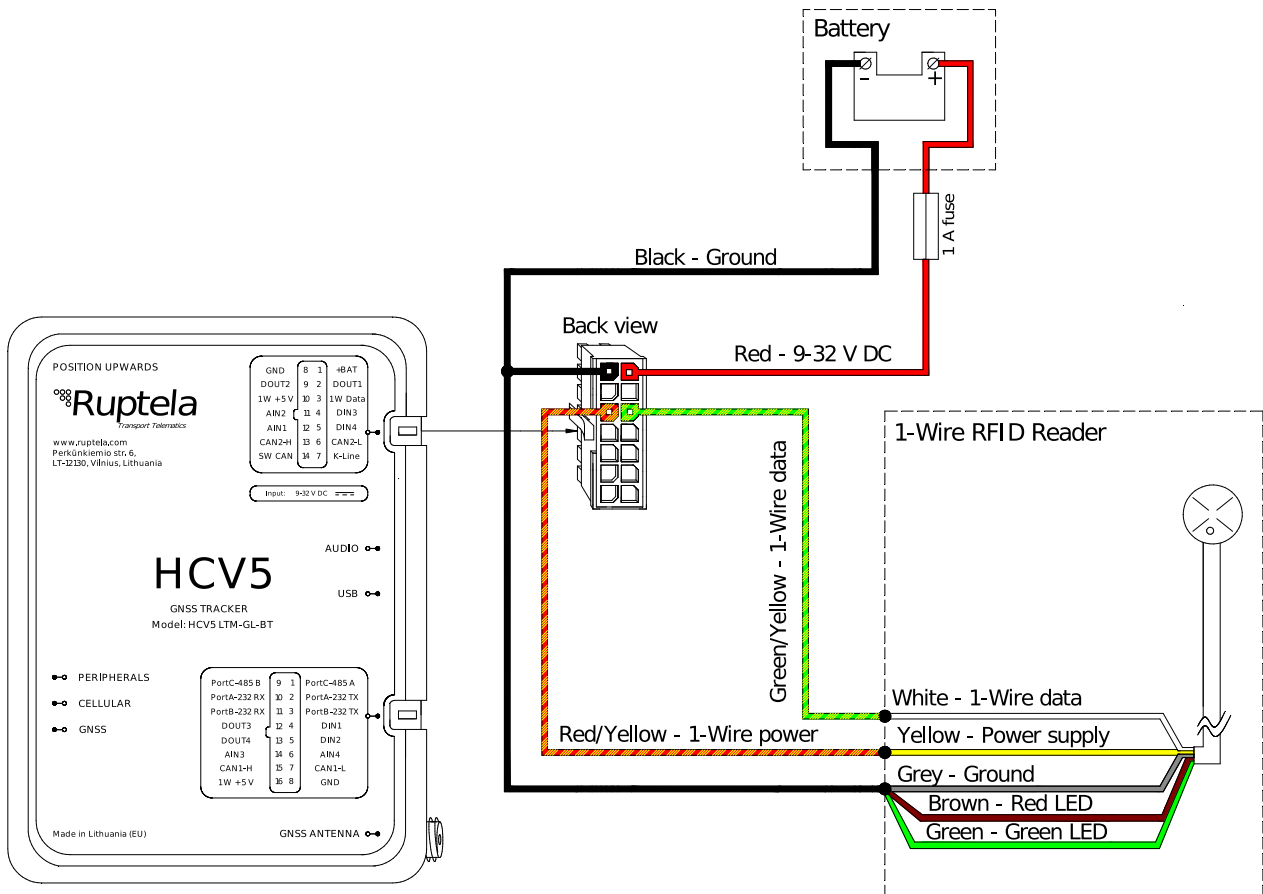 Battery
-
+
1 A fuse
Black - Ground
Back view
Red - 9-32 V DC
POSITION UPWARDS
Ruptela
Transport Telematics
www.ruptela.com
Perkūnkiemio str. 6,
LT-12130, Vilnius, Lithuania
GND 8 1 +BAT
DOUT2 9 2 DOUT1
1W +5V 10 3 1W Data
AIN2 11 4 DIN3
AIN1 12 5 DIN4
CAN2-H 13 6 CAN2-L
SW CAN 14 7 K-Line
Input: 9-32 V DC
AUDIO
USB
HCV5
GNSS TRACKER
Model: HCV5 LTM-GL-BT
PERIPHERALS
CELLULAR
GNSS
PortC-485 B 9 1 PortC-485 A
PortA-232 RX 10 2 PortA-232 TX
PortB-232 RX 11 3 PortB-232 TX
DOUT3 12 4 DIN1
DOUT4 13 5 DIN2
AIN3 14 6 AIN4
CAN1-H 15 7 CAN1-L
1W +5V 16 8 GND
Made in Lithuania (EU)
GNSS ANTENNA
Green/Yellow - 1-Wire data
Red/Yellow - 1-Wire power
1-Wire RFID Reader
White - 1-Wire data
Yellow - Power supply
Grey - Ground
Brown - Red LED
Green - Green LED